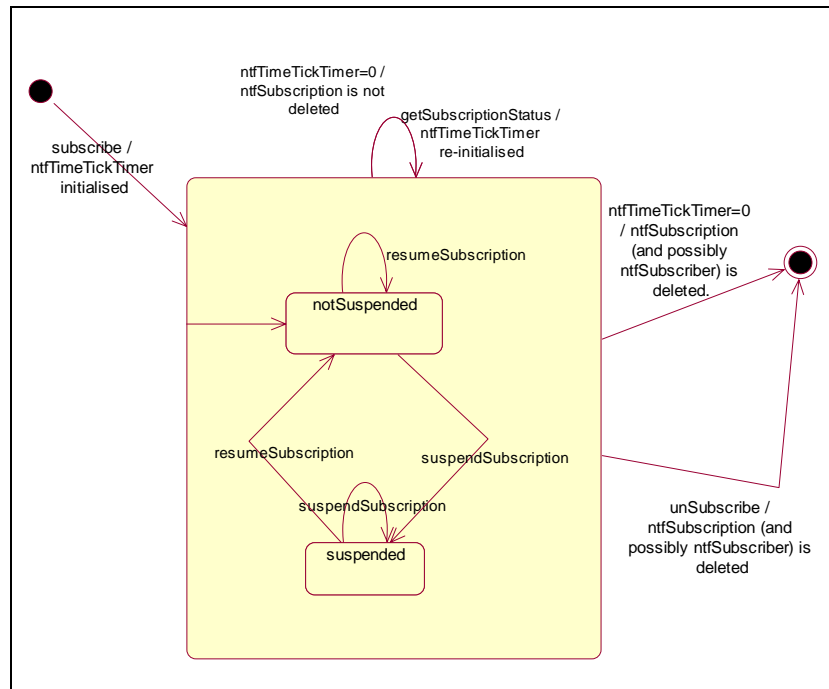 ntfTimeTickTimer=0 /
ntfSubscription is not
deleted
getSubscriptionStatus /
ntfTimeTickTimer
re-initialised
subscribe /
ntfTimeTickTimer
initialised
ntfTimeTickTimer=0
/ ntfSubscription
(and possibly
ntfSubscriber) is
deleted.
resumeSubscription
notSuspended
resumeSubscription
suspendSubscription
suspendSubscription
suspended
unSubscribe /
ntfSubscription (and
possibly ntfSubscriber) is
deleted